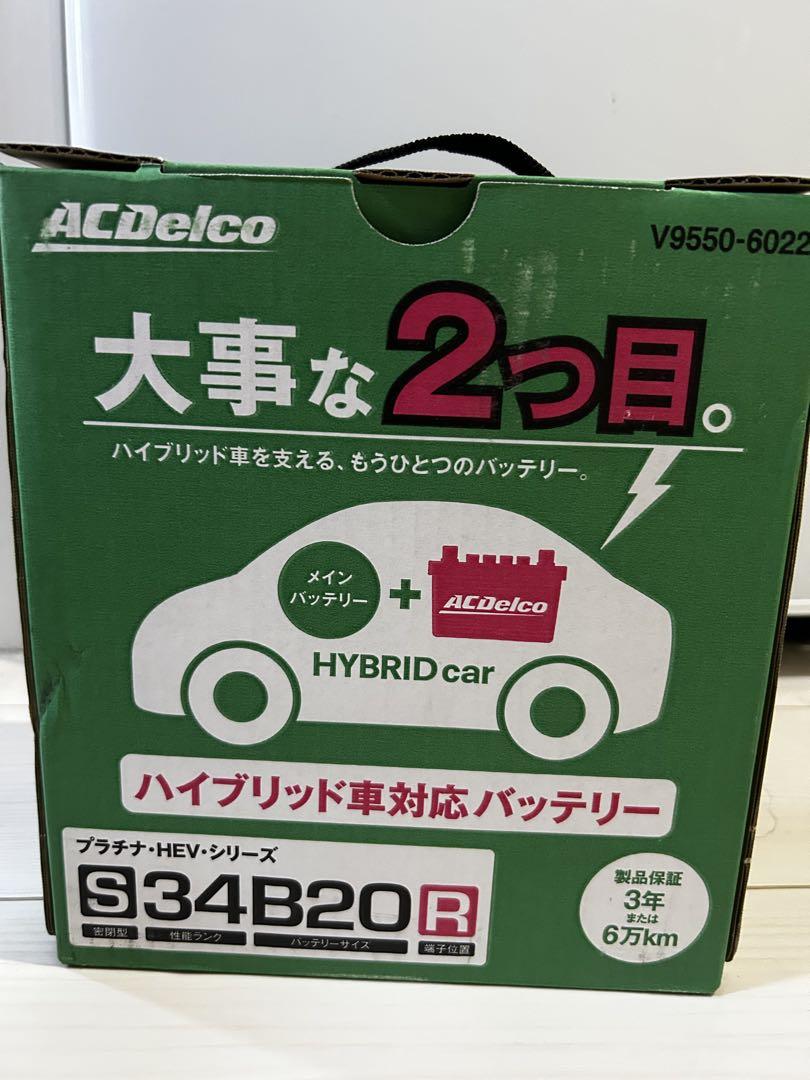 ACDelco
V9550-6022
大事な2つ目。
ハイブリッド車を支える、もうひとつのバッテリー。
メイン
バッテリー
+
ACDelco
HYBRID car
ハイブリッド車対応バッテリー
プラチナ・HEV・シリーズ
S34B20R
密閉型 性能ランク バッテリーサイズ 端子位置
製品保証
3年
または
6万km